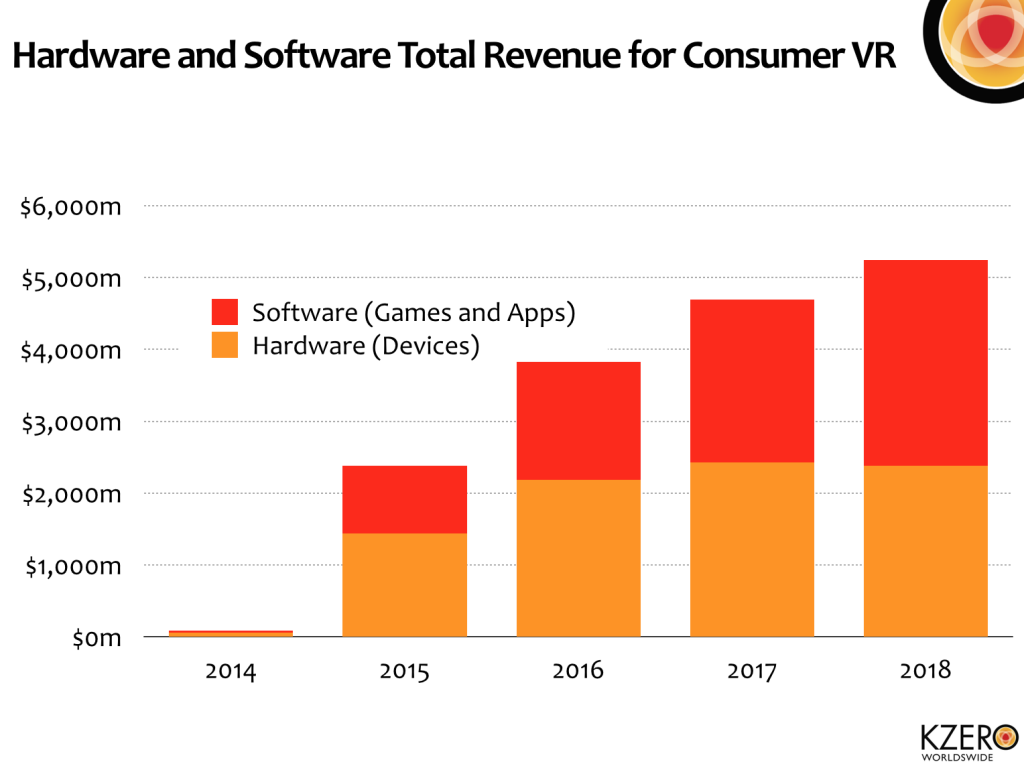 Hardware and Software Total Revenue for Consumer VR
$6,000m
$5,000m
Software (Games and Apps)
$4,000m
Hardware (Devices)
$3,000m
$2,000m
$1,000m
$0m
2014 2015 2016 2017 2018
KZERO
WORLDSWIDE